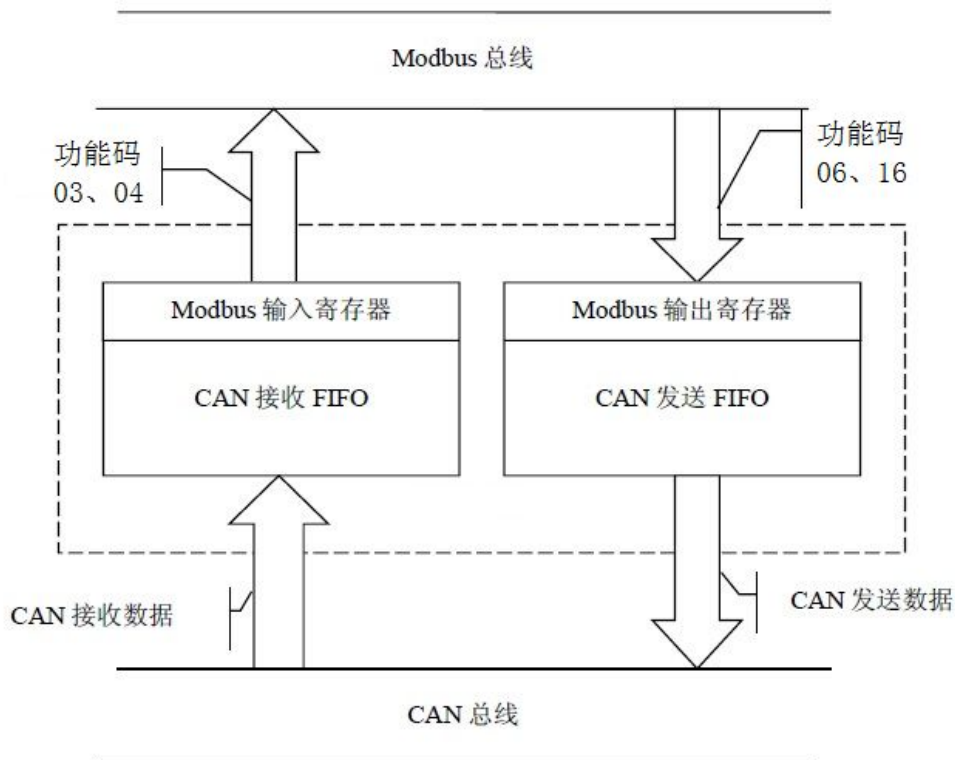 Modbus 总线
功能码
03、04
功能码
06、16
Modbus 输入寄存器
Modbus 输出寄存器
CAN 接收 FIFO
CAN 发送 FIFO
CAN 接收数据
CAN 发送数据
CAN 总线